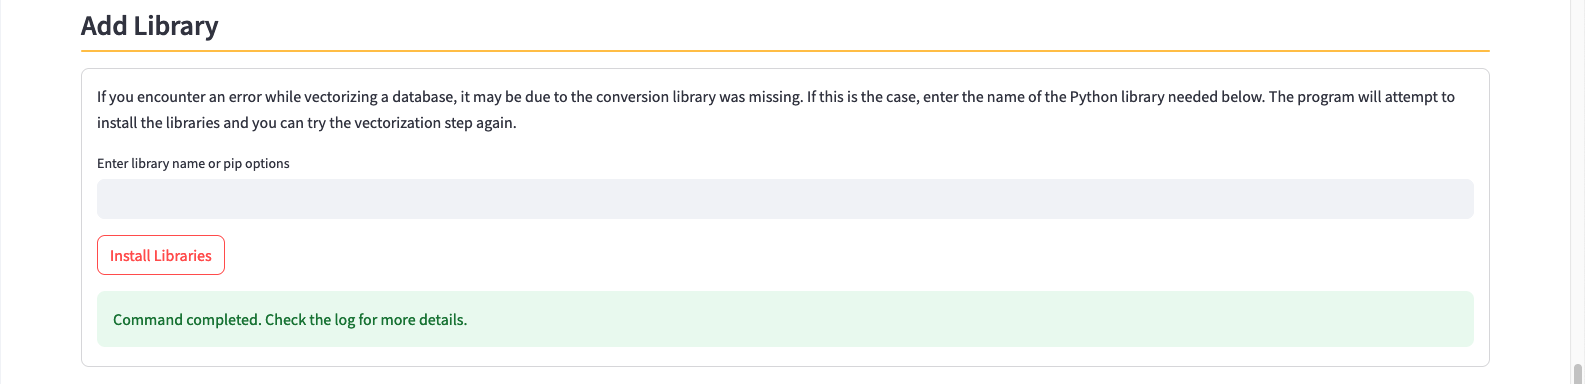 Add Library
If you encounter an error while vectorizing a database, it may be due to the conversion library was missing. If this is the case, enter the name of the Python library needed below. The program will attempt to
install the libraries and you can try the vectorization step again.
Enter library name or pip options
Install Libraries
Command completed. Check the log for more details.